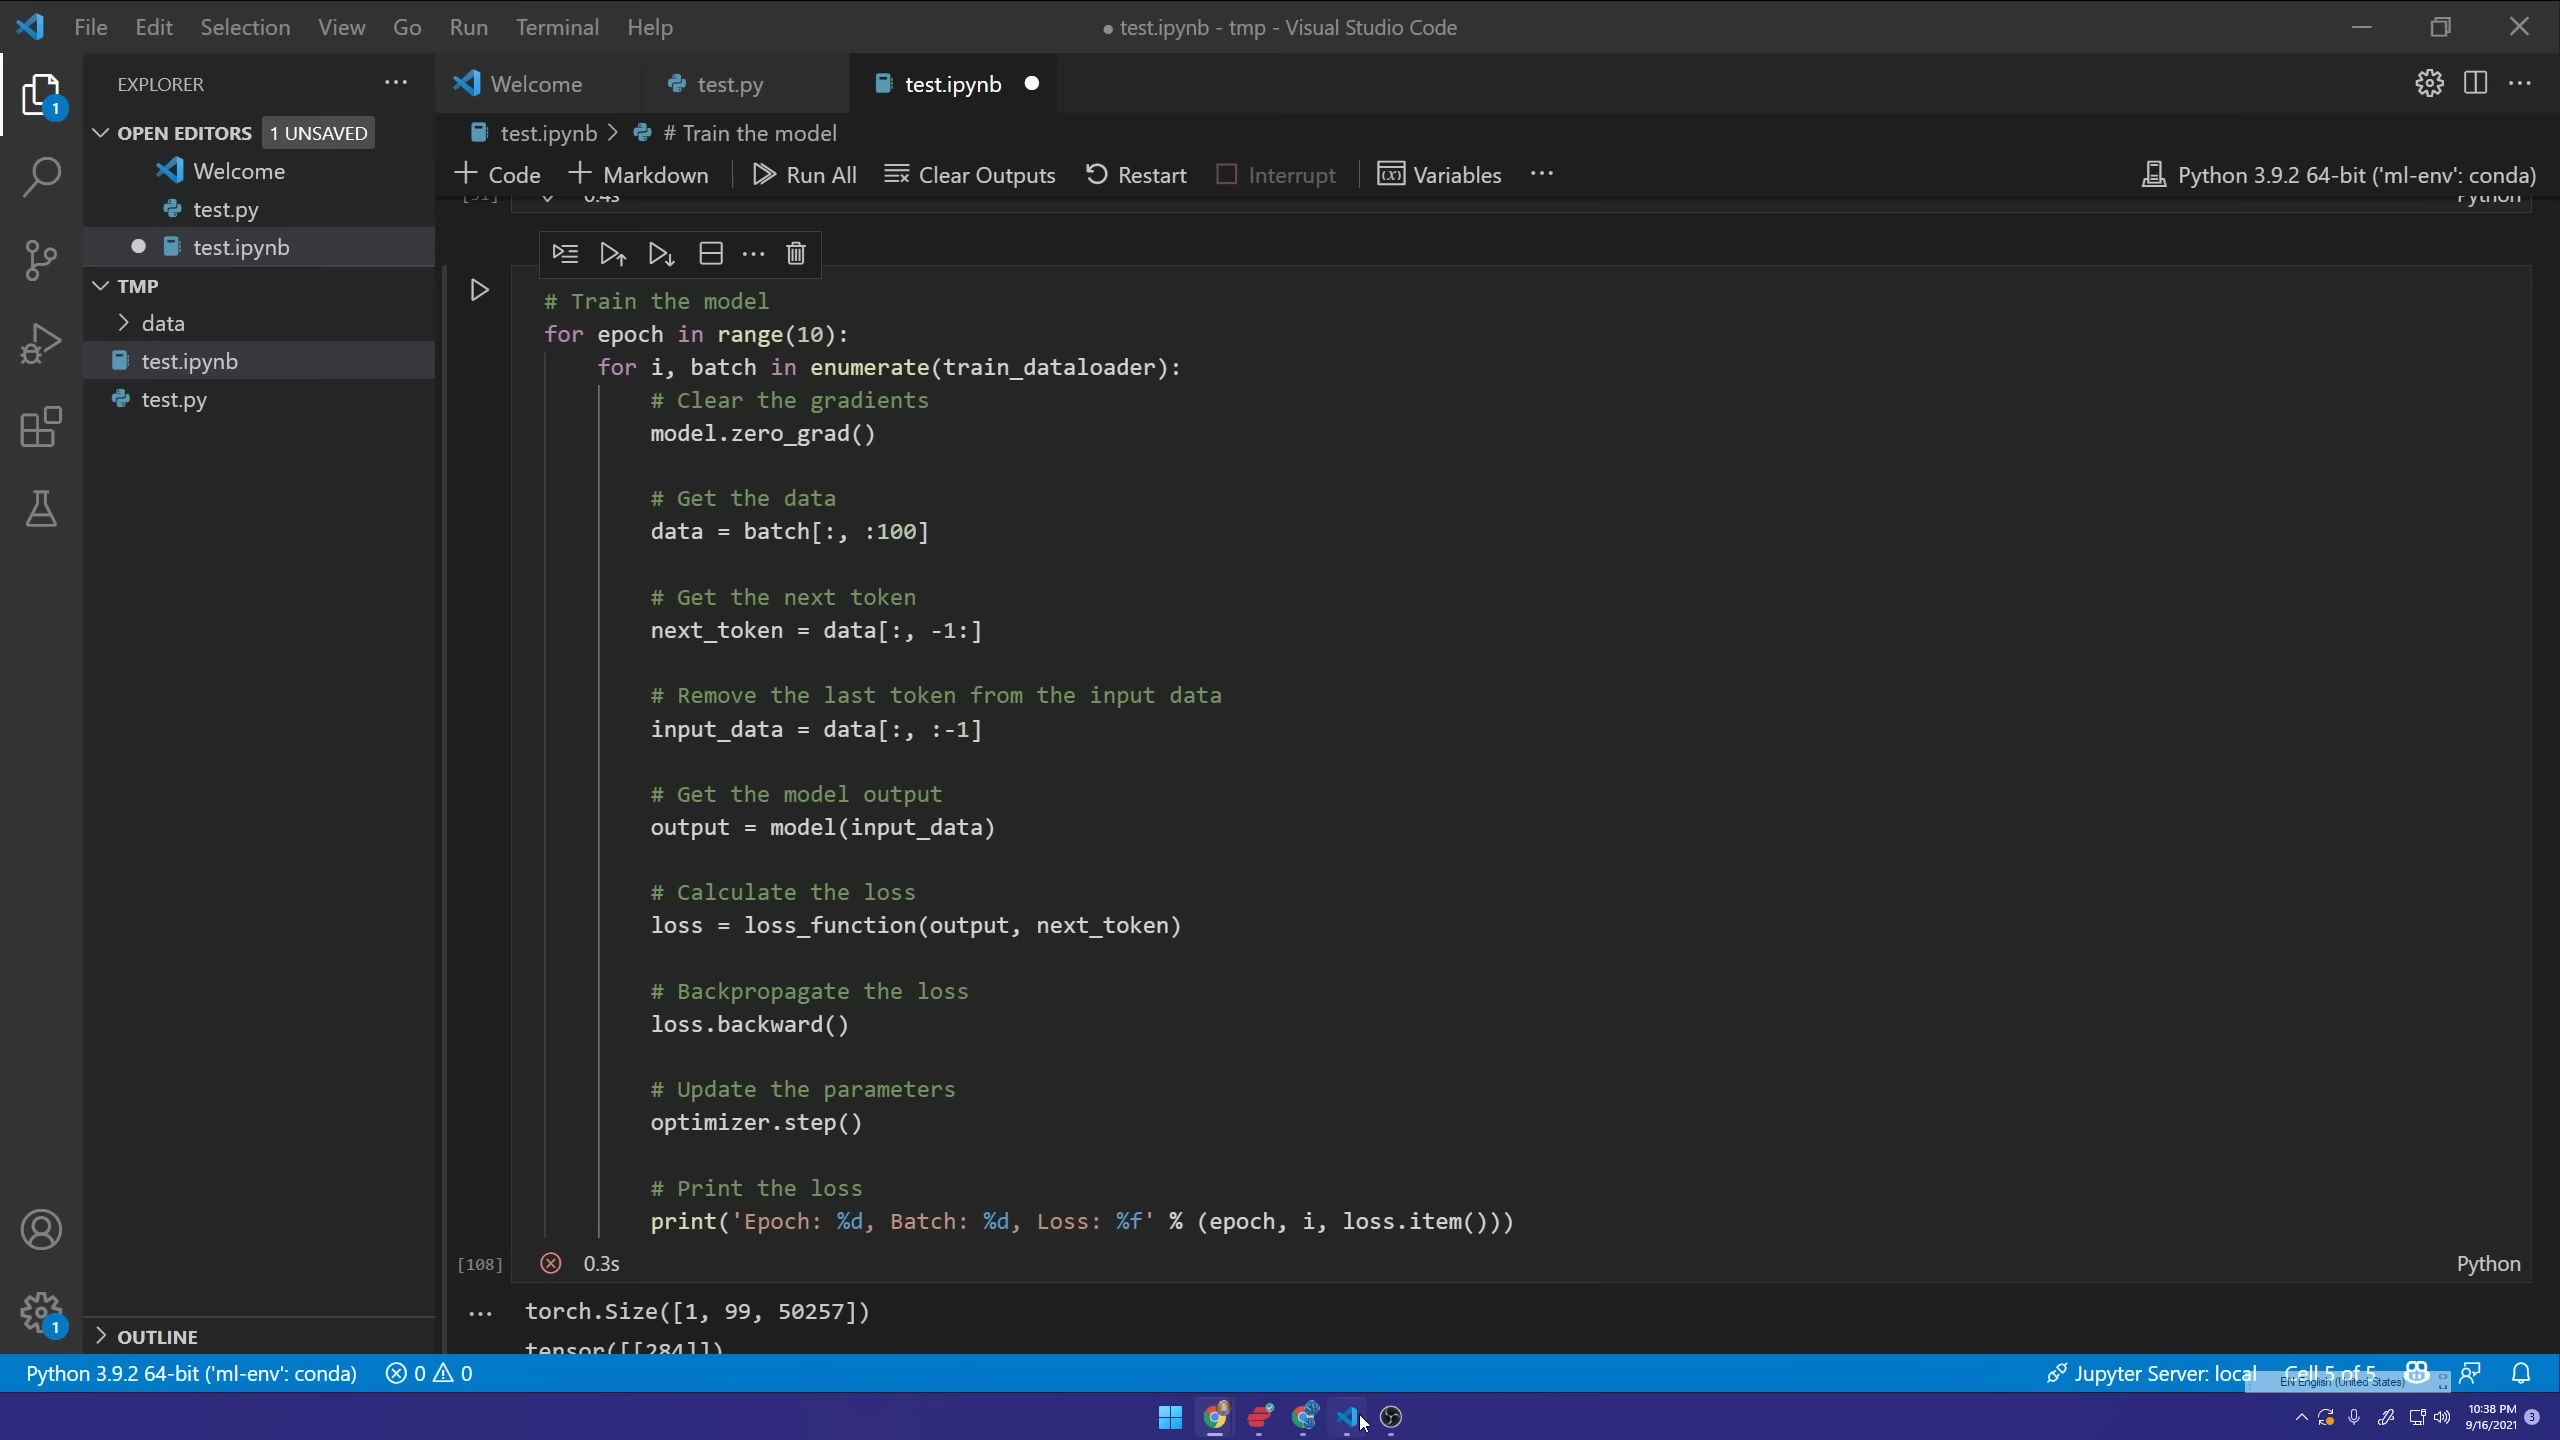 File Edit Selection View Go Run Terminal Help
● test.ipynb - tmp - Visual Studio Code
EXPLORER
Welcome
test.py
test.ipynb
1
OPEN EDITORS 1 UNSAVED
Welcome
test.py
test.ipynb
TMP
data
test.ipynb
test.py
OUTLINE
1
test.ipynb > # Train the model
Code Markdown Run All Clear Outputs Restart Interrupt Variables
Python 3.9.2 64-bit ('ml-env': conda)
0.4s
Python
# Train the model
for epoch in range(10):
    for i, batch in enumerate(train_dataloader):
        # Clear the gradients
        model.zero_grad()
        # Get the data
        data = batch[:, :100]
        # Get the next token
        next_token = data[:, -1:]
        # Remove the last token from the input data
        input_data = data[:, :-1]
        # Get the model output
        output = model(input_data)
        # Calculate the loss
        loss = loss_function(output, next_token)
        # Backpropagate the loss
        loss.backward()
        # Update the parameters
        optimizer.step()
        # Print the loss
        print('Epoch: %d, Batch: %d, Loss: %f' % (epoch, i, loss.item()))
[108] 0.3s
Python
torch.Size([1, 99, 50257])
tensor([[284]])
Python 3.9.2 64-bit ('ml-env': conda) 0 0
Jupyter Server: local Cell 5 of 5
EN English (United States)
10:38 PM
9/16/2021
3